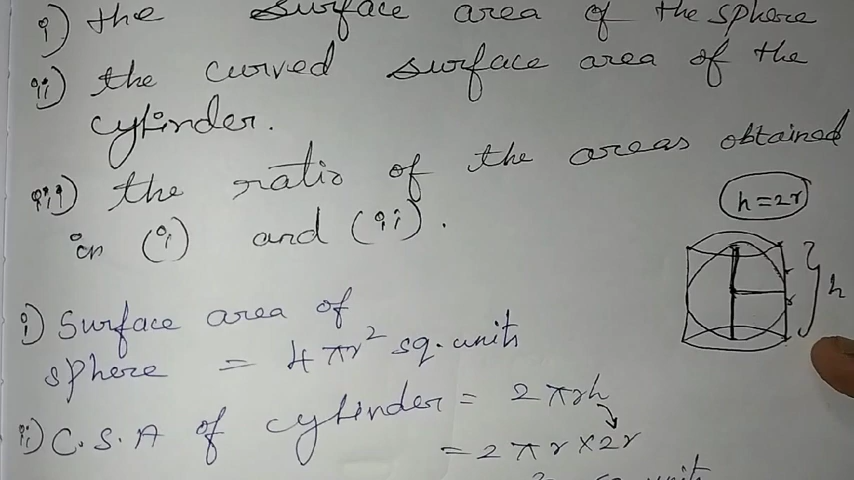 i) the surface area of the sphere
ii) the curved surface area of the
cylinder.
iii) the ratio of the areas obtained
in (i) and (ii).
h=2r
h
i) Surface area of
sphere = 4πr² sq.units
ii) C.S.A of cylinder = 2πrh
= 2πr×2r